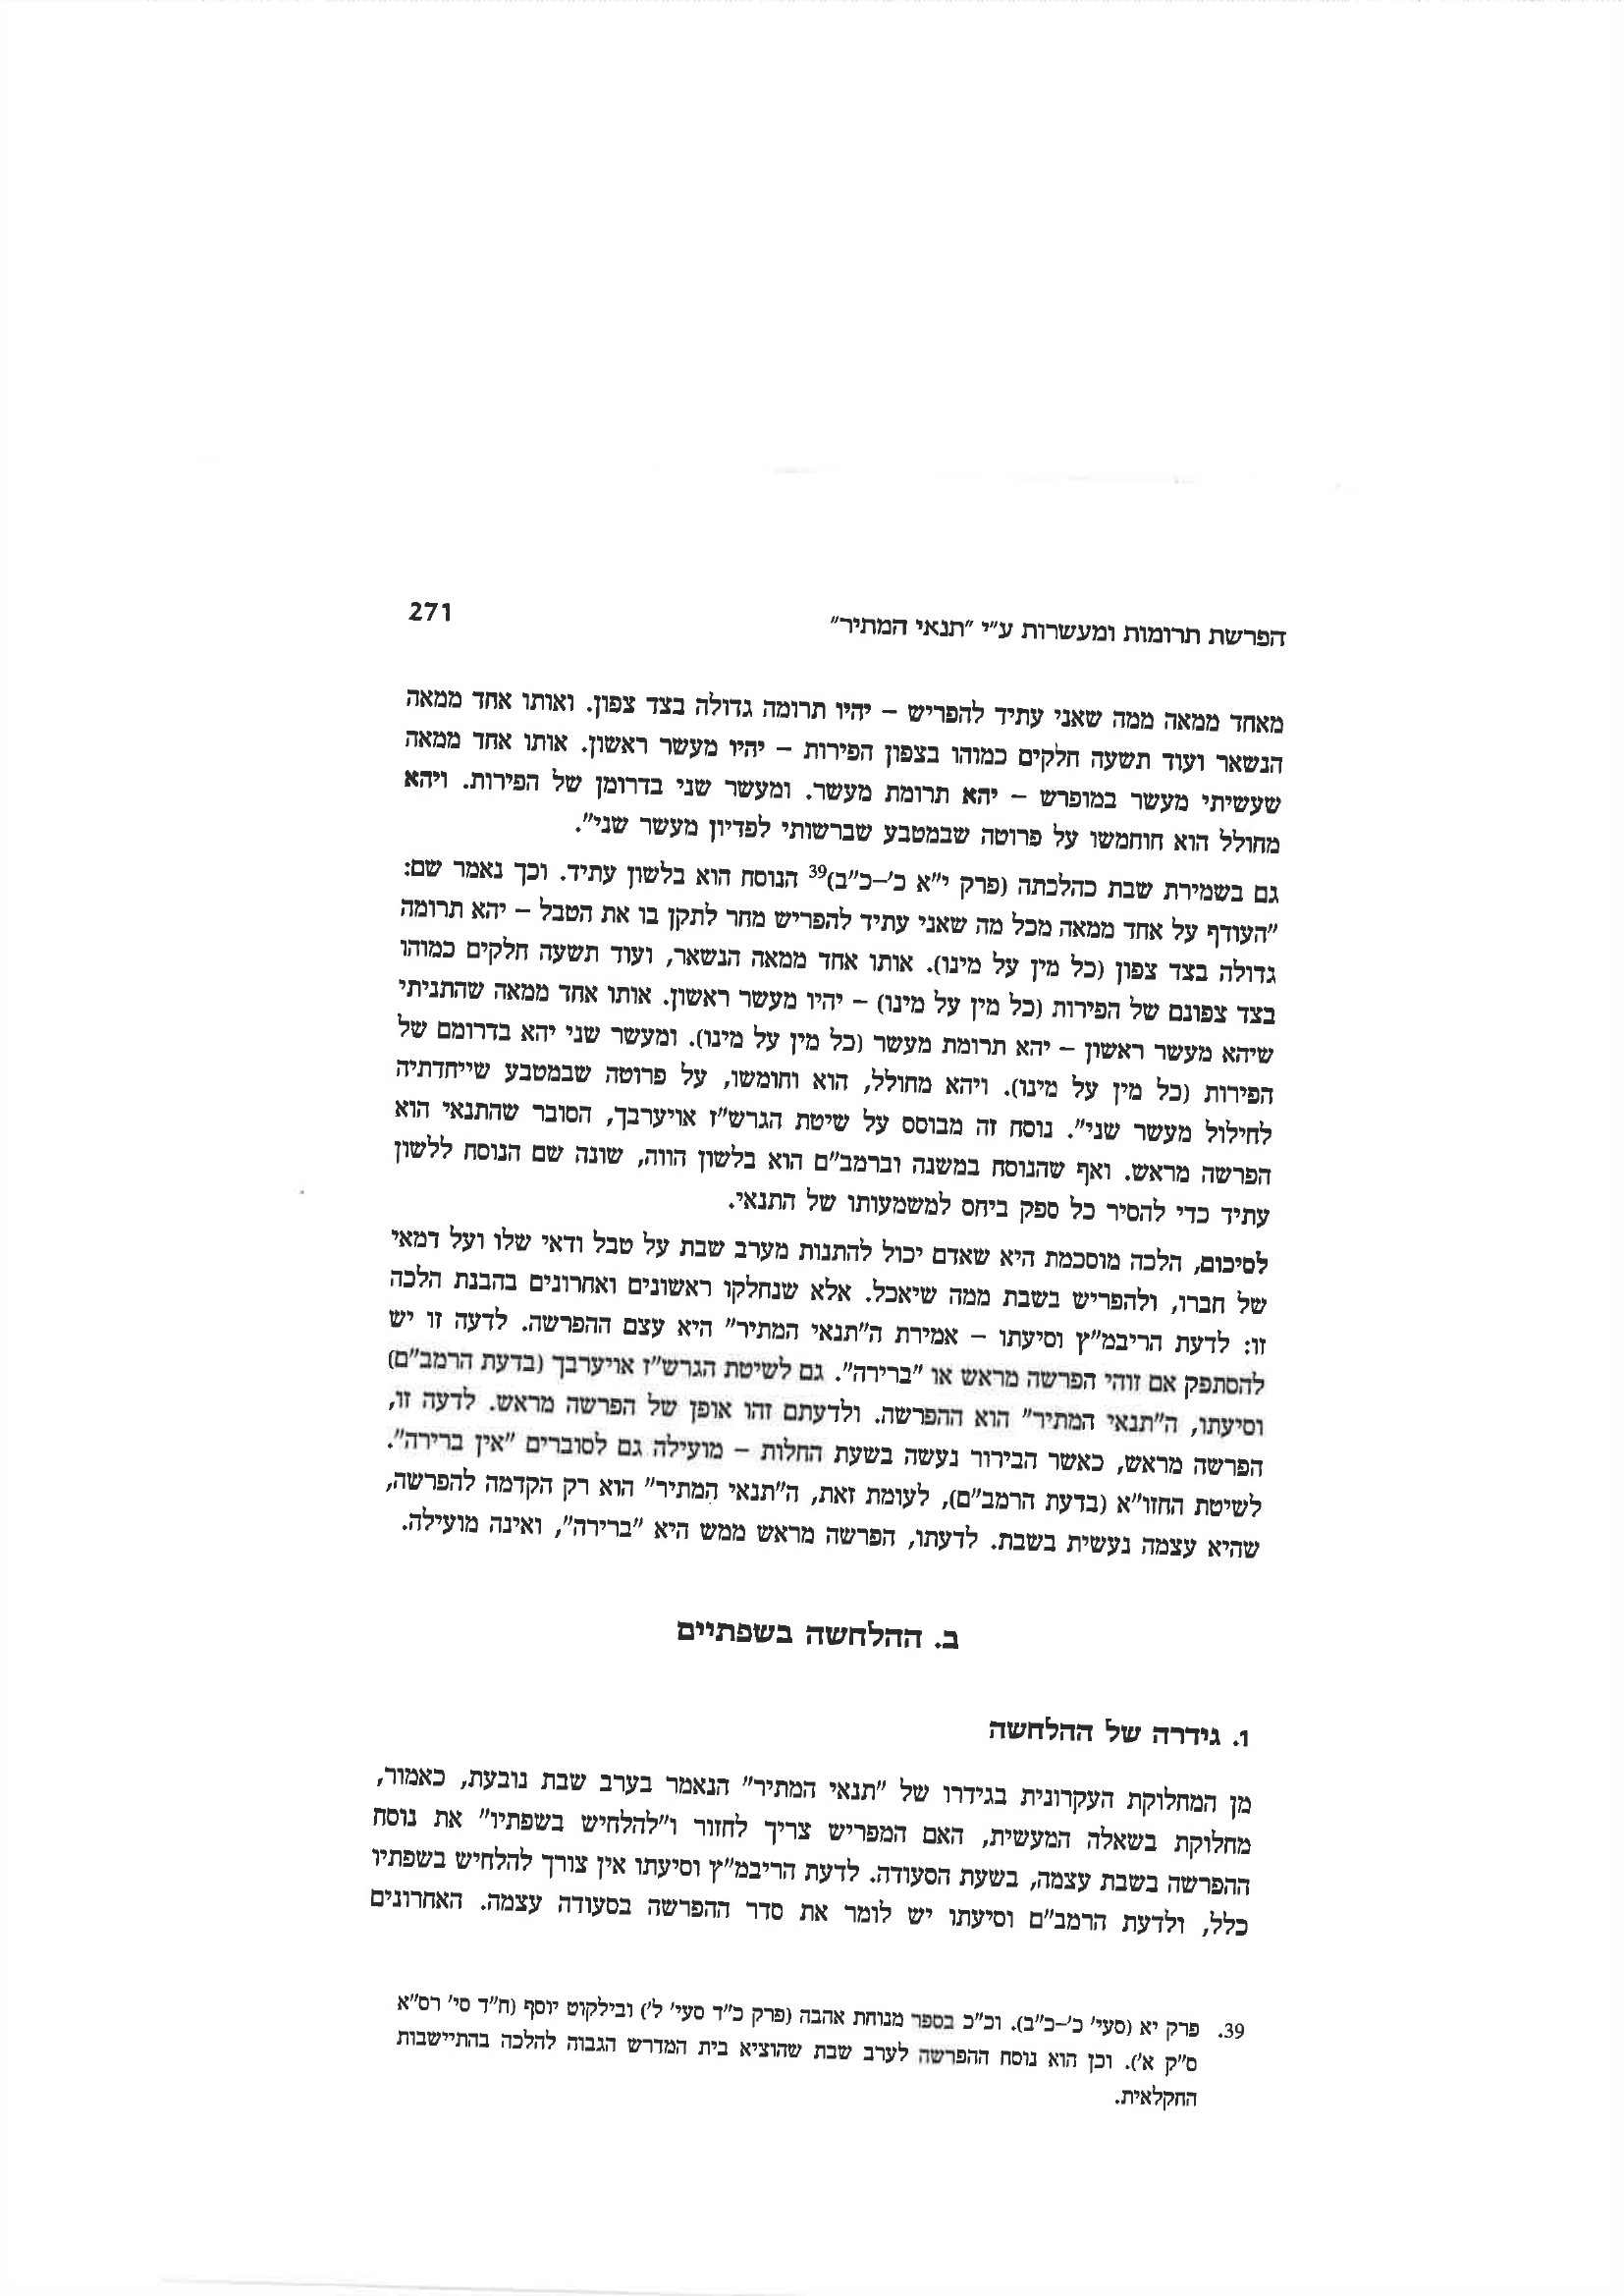 הפרשת תרומות ומעשרות ע״י ״תנאי המתיר״ 271
מאחד ממאה ממה שאני עתיד להפריש – יהיו תרומה גדולה בצד צפון. ואותו אחד ממאה
הנשאר ועוד תשעה חלקים כמוהו בצפון הפירות – יהיו מעשר ראשון. אותו אחד ממאה
שעשיתי מעשר במופרש – יהא תרומת מעשר. ומעשר שני בדרומן של הפירות. ויהא
מחולל הוא חוחמשו על פרוטה שבמטבע שברשותי לפדיון מעשר שני״.
גם בשמירת שבת כהלכתה (פרק י״א כ׳–כ״ב)39 הנוסח הוא בלשון עתיד. וכך נאמר שם:
״העודף על אחד ממאה מכל מה שאני עתיד להפריש מחר לתקן בו את הטבל – יהא תרומה
גדולה בצד צפון (כל מין על מינו). אותו אחד ממאה הנשאר, ועוד תשעה חלקים כמוהו
בצד צפונם של הפירות (כל מין על מינו) – יהיו מעשר ראשון. אותו אחד ממאה שהתניתי
שיהא מעשר ראשון – יהא תרומת מעשר (כל מין על מינו). ומעשר שני יהא בדרומם של
הפירות (כל מין על מינו). ויהא מחולל, הוא וחומשו, על פרוטה שבמטבע שייחדתיה
לחילול מעשר שני״. נוסח זה מבוסס על שיטת הגרש״ז אויערבך, הסובר שהתנאי הוא
הפרשה מראש. ואף שהנוסח במשנה וברמב״ם הוא בלשון הווה, שונה שם הנוסח ללשון
עתיד כדי להסיר כל ספק ביחס למשמעותו של התנאי.
לסיכום, הלכה מוסכמת היא שאדם יכול להתנות מערב שבת על טבל ודאי שלו ועל דמאי
של חברו, ולהפריש בשבת ממה שיאכל. אלא שנחלקו ראשונים ואחרונים בהבנת הלכה
זו: לדעת הריבמ״ץ וסיעתו – אמירת ה״תנאי המתיר״ היא עצם ההפרשה. לדעה זו יש
להסתפק אם זוהי הפרשה מראש או ״ברירה״. גם לשיטת הגרש״ז אויערבך (בדעת הרמב״ם)
וסיעתו, ה״תנאי המתיר״ הוא ההפרשה. ולדעתם זהו אופן של הפרשה מראש. לדעה זו,
הפרשה מראש, כאשר הבירור נעשה בשעת החלות – מועילה גם לסוברים ״אין ברירה״.
לשיטת החזו״א (בדעת הרמב״ם), לעומת זאת, ה״תנאי המתיר״ הוא רק הקדמה להפרשה,
שהיא עצמה נעשית בשבת. לדעתו, הפרשה מראש ממש היא ״ברירה״, ואינה מועילה.
ב. ההלחשה בשפתיים
1. גידרה של ההלחשה
מן המחלוקת העקרונית בגידרו של ״תנאי המתיר״ הנאמר בערב שבת נובעת, כאמור,
מחלוקת בשאלה המעשית, האם המפריש צריך לחזור ו״להלחיש בשפתיו״ את נוסח
ההפרשה בשבת עצמה, בשעת הסעודה. לדעת הריבמ״ץ וסיעתו אין צורך להלחיש בשפתיו
כלל, ולדעת הרמב״ם וסיעתו יש לומר את סדר ההפרשה בסעודה עצמה. האחרונים
39. פרק יא (סעי׳ כ׳–כ״ב). וכ״כ בספר מנוחת אהבה (פרק כ״ד סעי׳ ל׳) ובילקוט יוסף (ח״ד סי׳ רס״א
ס״ק א׳). וכן הוא נוסח ההפרשה לערב שבת שהוציא בית המדרש הגבוה להלכה בהתיישבות
החקלאית.